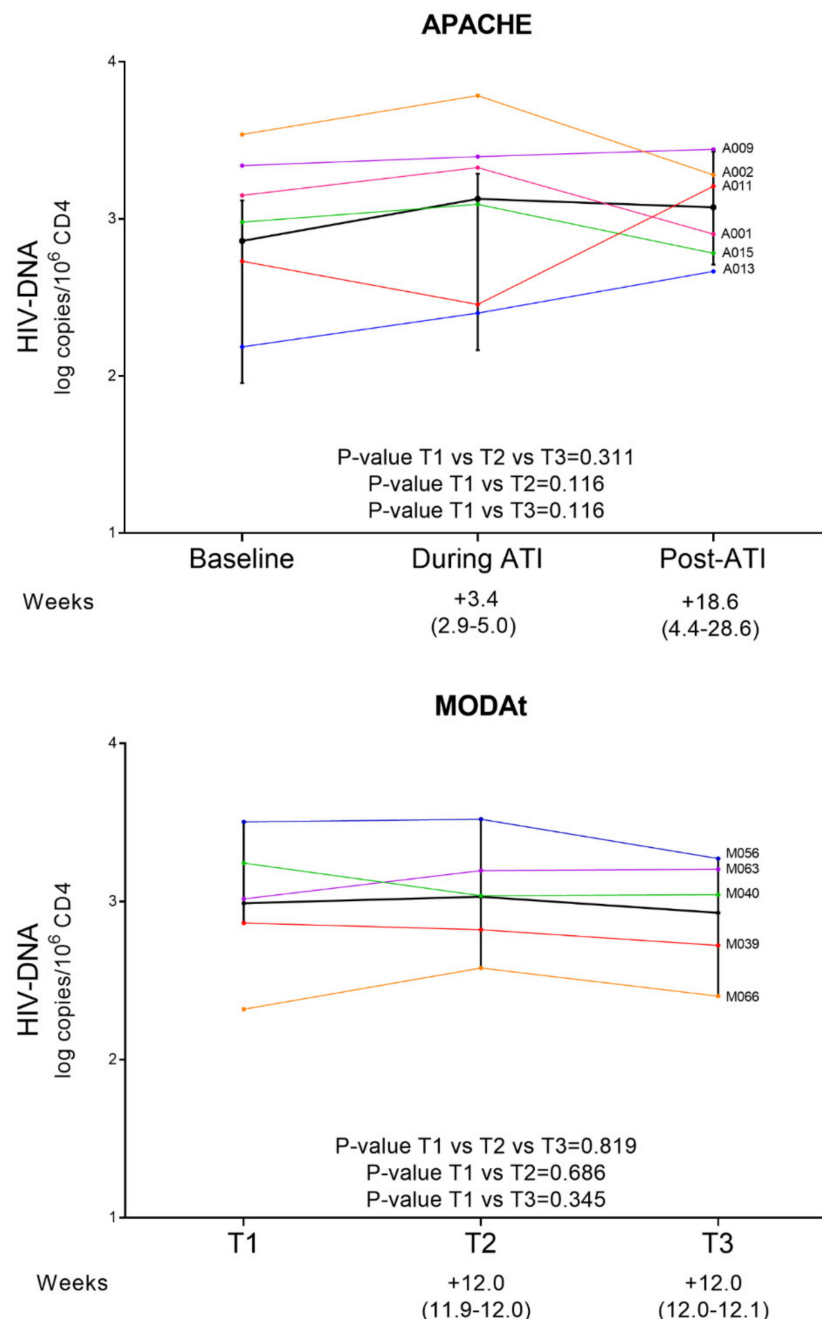 APACHE
4
3
2
1
HIV-DNA
log copies/10⁶ CD4
A009
A002
A011
A001
A015
A013
P-value T1 vs T2 vs T3=0.311
P-value T1 vs T2=0.116
P-value T1 vs T3=0.116
Baseline During ATI Post-ATI
Weeks +3.4 +18.6
(2.9-5.0) (4.4-28.6)
MODAt
4
3
2
1
HIV-DNA
log copies/10⁶ CD4
M056
M063
M040
M039
M066
P-value T1 vs T2 vs T3=0.819
P-value T1 vs T2=0.686
P-value T1 vs T3=0.345
T1 T2 T3
Weeks +12.0 +12.0
(11.9-12.0) (12.0-12.1)